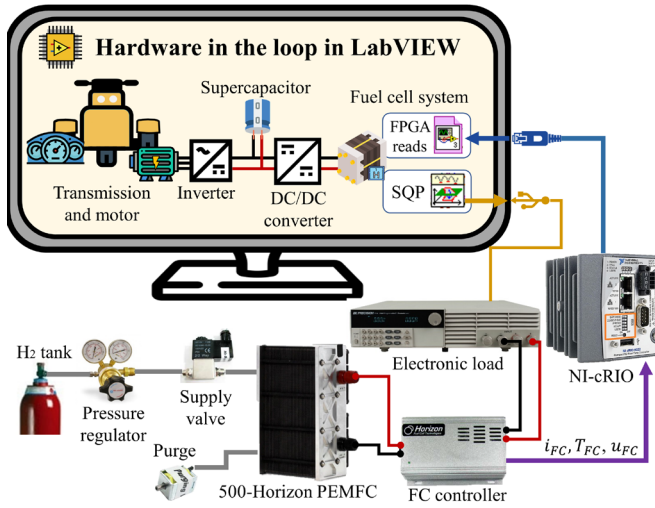 Hardware in the loop in LabVIEW
Supercapacitor
Fuel cell system
FPGA
reads
3
M
SQP
Transmission
and motor
Inverter
DC/DC
converter
H2 tank
Pressure
regulator
Supply
valve
Electronic load
NI-cRIO
Purge
500-Horizon PEMFC
Horizon
FC controller
i_FC, T_FC, u_FC